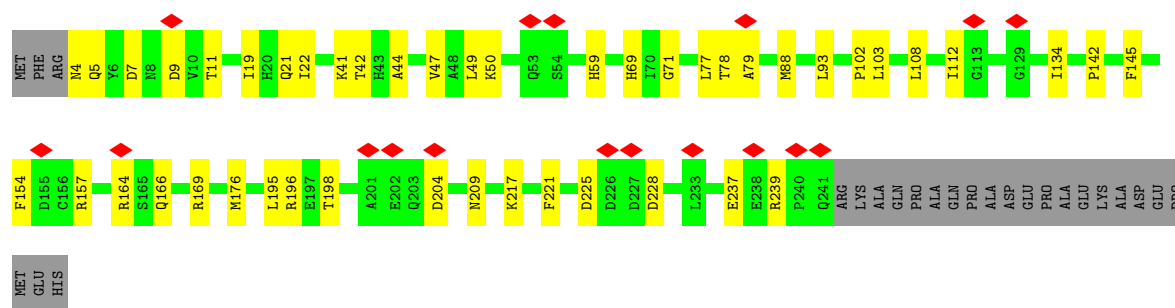 MET PHE ARG N4 Q5 Y6 D7 N8 D9 V10 T11 I19 H20 Q21 I22 K41 T42 H43 A44 V47 A48 L49 K50 Q53 S54 H59 H69 I70 G71 L77 T78 A79 M88 L93 P102 L103 L108 I112 G113 G129 I134 P142 F145
F154 D155 C156 R157 R164 S165 Q166 R169 M176 L195 R196 E197 T198 A201 E202 Q203 D204 N209 K217 F221 D225 D226 D227 D228 L233 E237 E238 R239 P240 Q241 ARG LYS ALA GLN PRO ALA GLN PRO ALA ASP GLU PRO ALA GLU LYS ALA ASP GLU PRO
MET GLU HIS